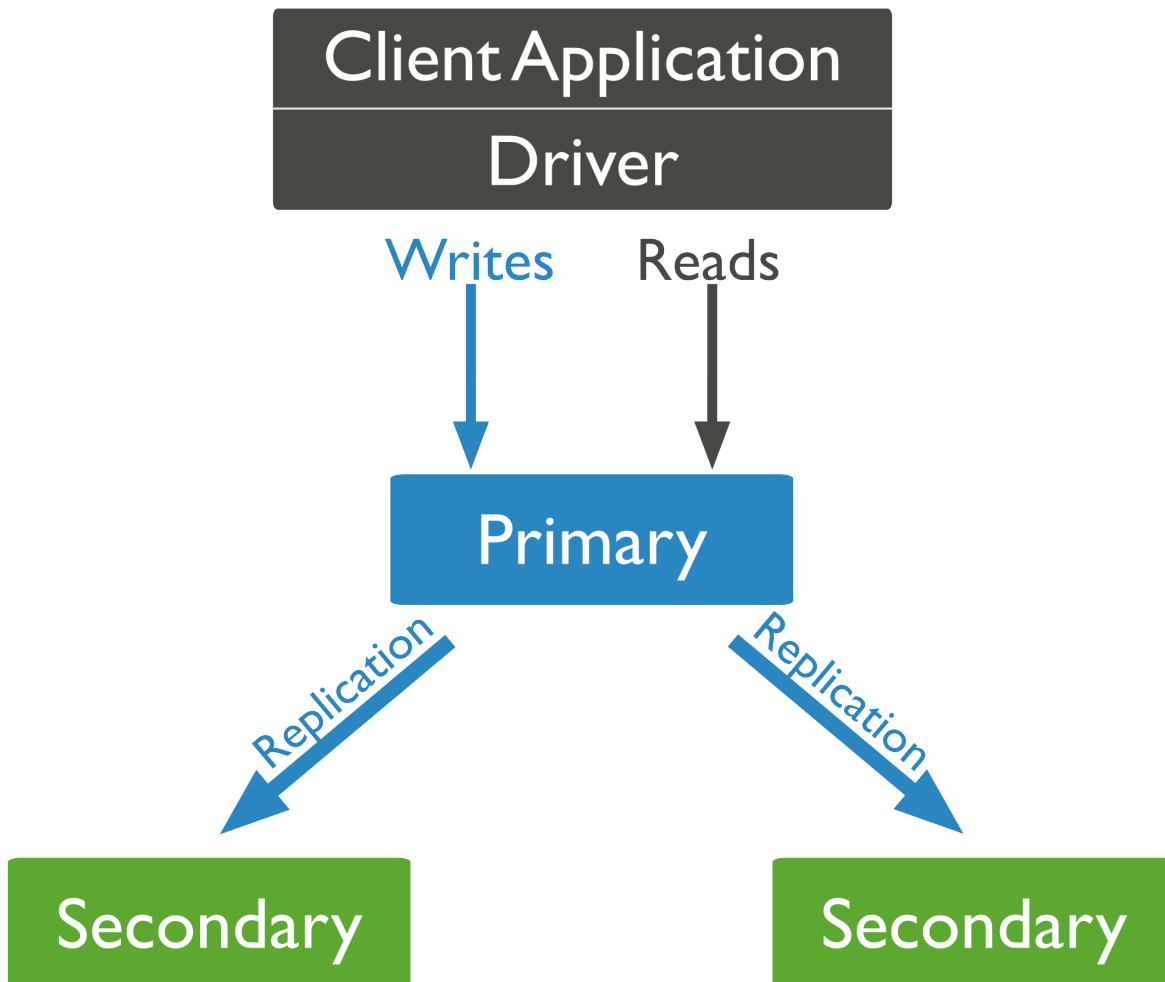 Client Application
Driver
Writes
Reads
Primary
Replication
Replication
Secondary
Secondary